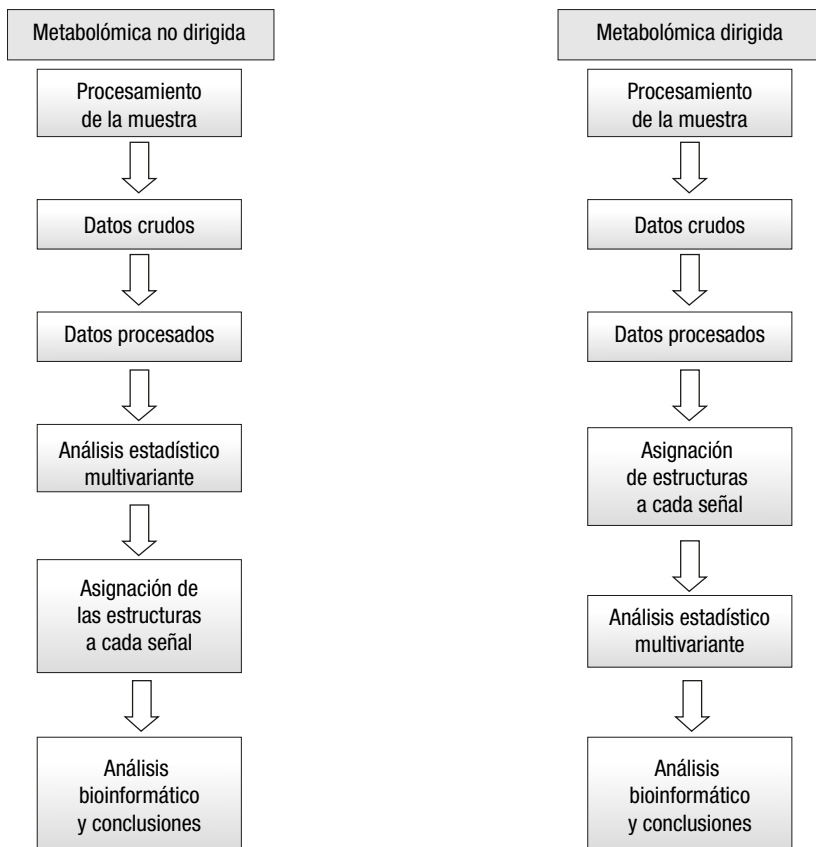 Metabolómica no dirigida
Procesamiento
de la muestra
Datos crudos
Datos procesados
Análisis estadístico
multivariante
Asignación de
las estructuras
a cada señal
Análisis
bioinformático
y conclusiones
Metabolómica dirigida
Procesamiento
de la muestra
Datos crudos
Datos procesados
Asignación
de estructuras
a cada señal
Análisis estadístico
multivariante
Análisis
bioinformático
y conclusiones